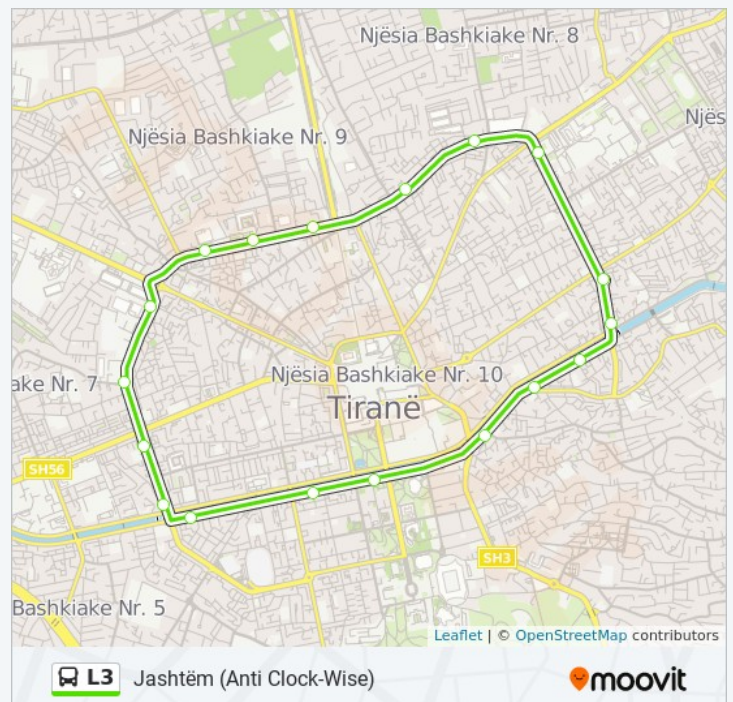 Njësia Bashkiake Nr. 8
Njës
Njësia Bashkiake Nr. 9
ake Nr. 7
Njësia Bashkiake Nr. 10
Tiranë
SH56
SH3
Bashkiake Nr. 5
Leaflet | © OpenStreetMap contributors
L3 Jashtëm (Anti Clock-Wise)
moovit